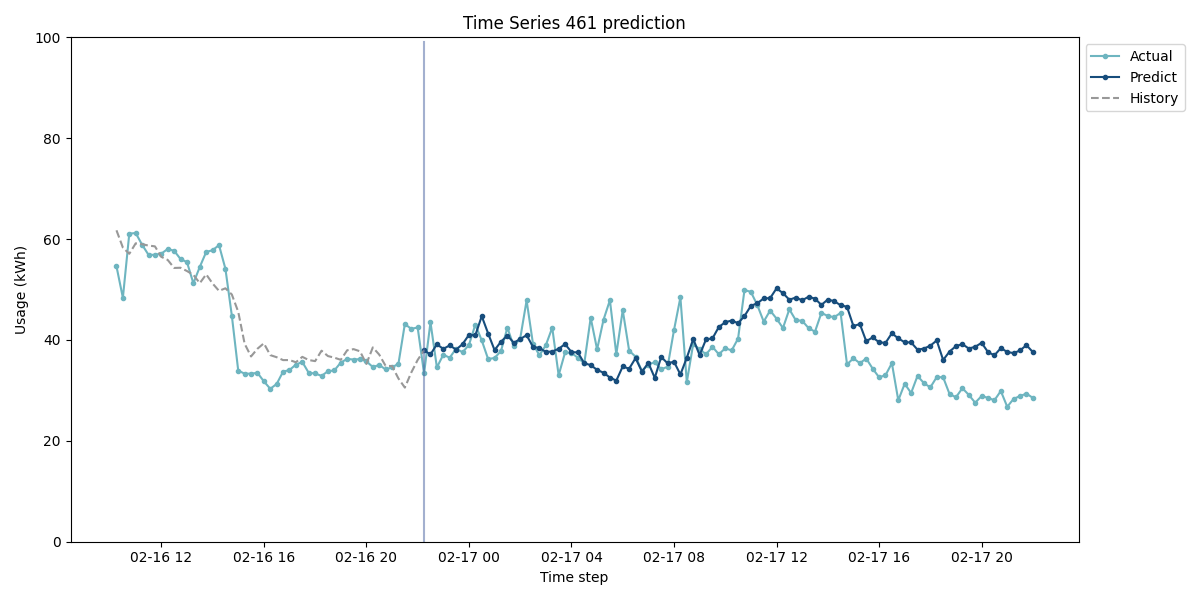 Time Series 461 prediction
100
80
60
40
20
0
Usage (kWh)
02-16 12
02-16 16
02-16 20
02-17 00
02-17 04
02-17 08
02-17 12
02-17 16
02-17 20
Time step
Actual
Predict
History